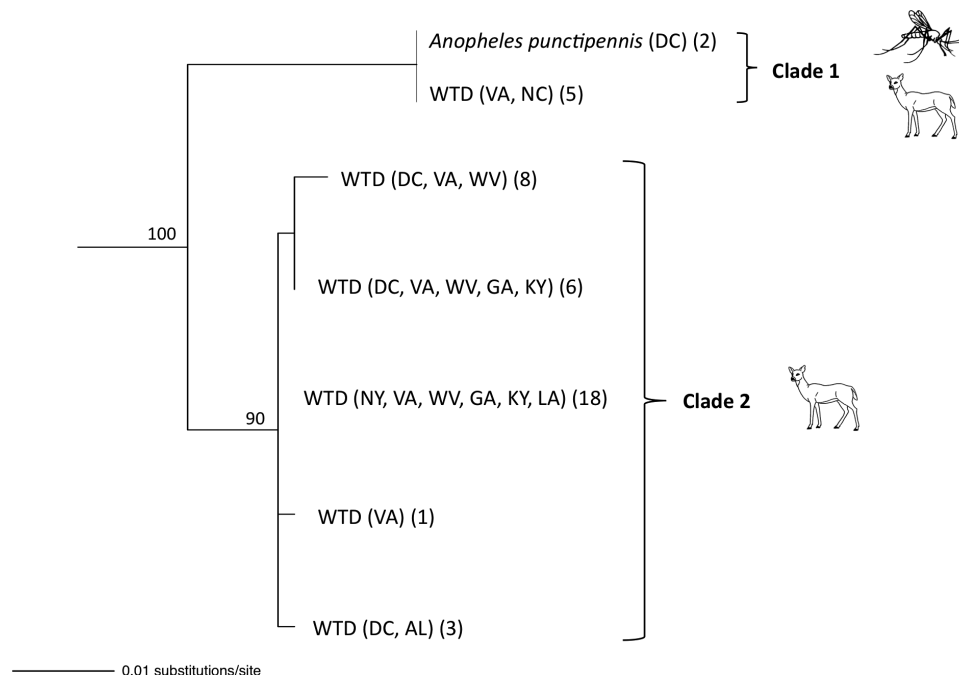 Anopheles punctipennis (DC) (2)
Clade 1
WTD (VA, NC) (5)
WTD (DC, VA, WV) (8)
100
WTD (DC, VA, WV, GA, KY) (6)
WTD (NY, VA, WV, GA, KY, LA) (18)
Clade 2
90
WTD (VA) (1)
WTD (DC, AL) (3)
0.01 substitutions/site